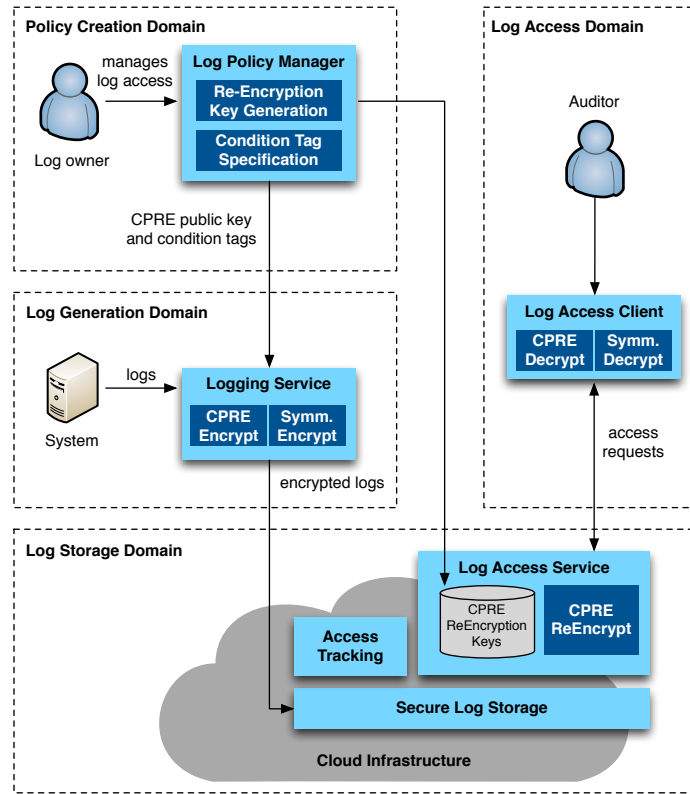 Policy Creation Domain
manages
log access
Log owner
Log Policy Manager
Re-Encryption
Key Generation
Condition Tag
Specification
CPRE public key
and condition tags
Log Access Domain
Auditor
Log Access Client
CPRE
Decrypt
Symm.
Decrypt
access
requests
Log Generation Domain
logs
System
Logging Service
CPRE
Encrypt
Symm.
Encrypt
encrypted logs
Log Storage Domain
Log Access Service
CPRE
ReEncryption
Keys
CPRE
ReEncrypt
Access
Tracking
Secure Log Storage
Cloud Infrastructure